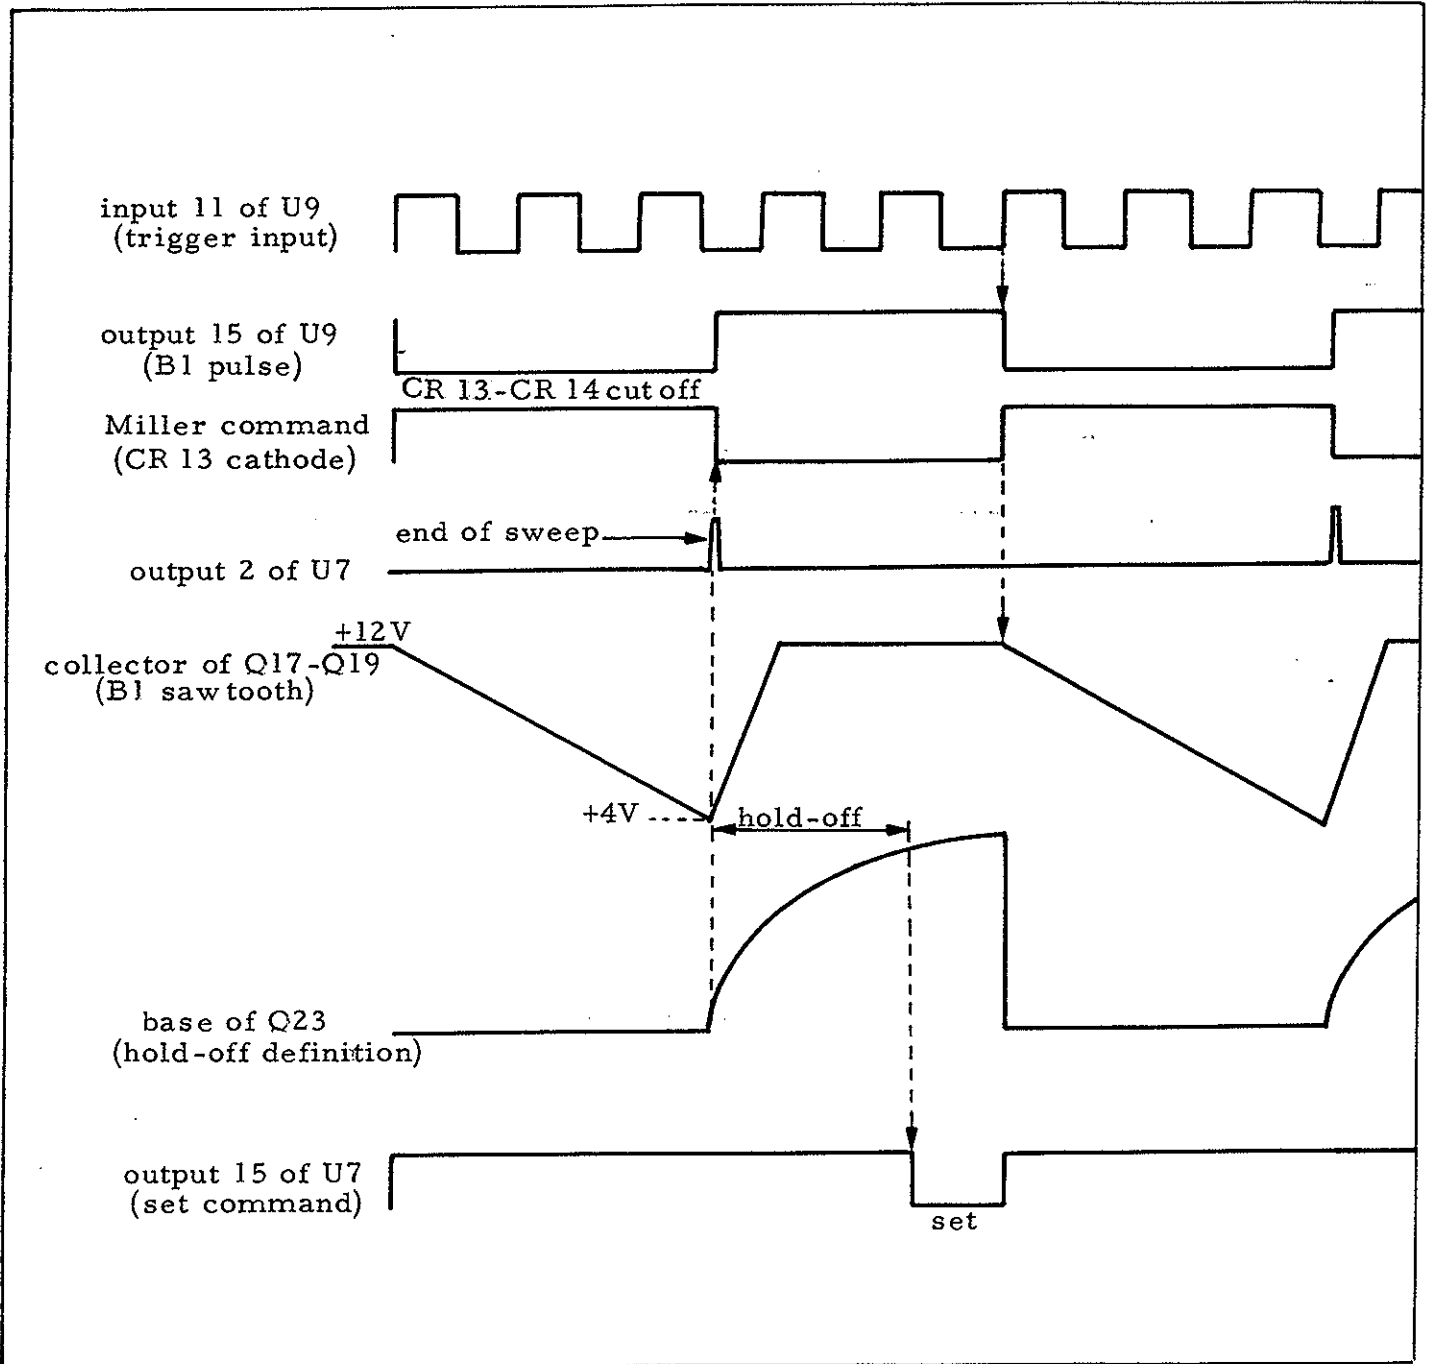 input 11 of U9
(trigger input)
output 15 of U9
(B1 pulse)
CR 13-CR 14 cut off
Miller command
(CR 13 cathode)
end of sweep
output 2 of U7
+12V
collector of Q17-Q19
(B1 sawtooth)
+4V
hold-off
base of Q23
(hold-off definition)
output 15 of U7
(set command)
set